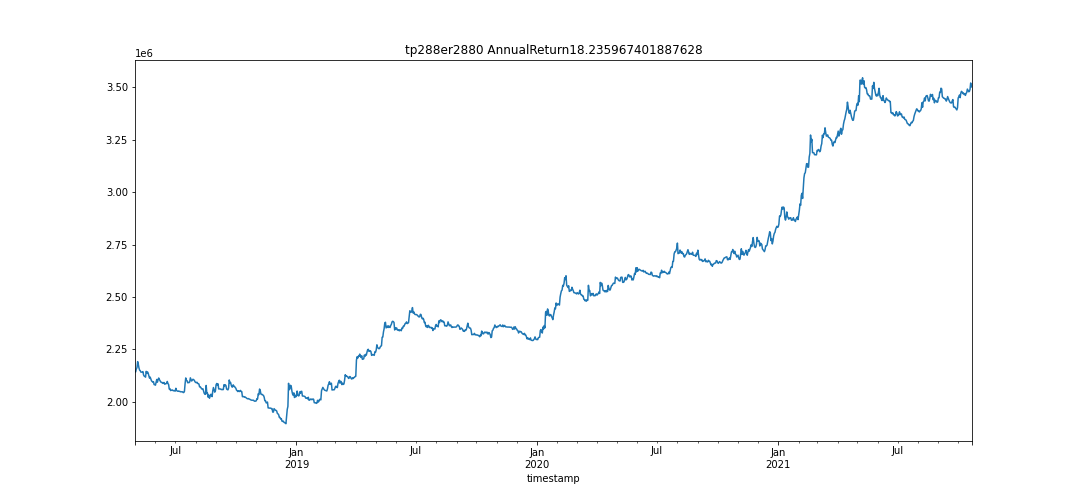 tp288er2880 AnnualReturn18.235967401887628
1e6
3.50
3.25
3.00
2.75
2.50
2.25
2.00
Jul Jan Jul Jan Jul Jan Jul
2019 2020 2021
timestamp